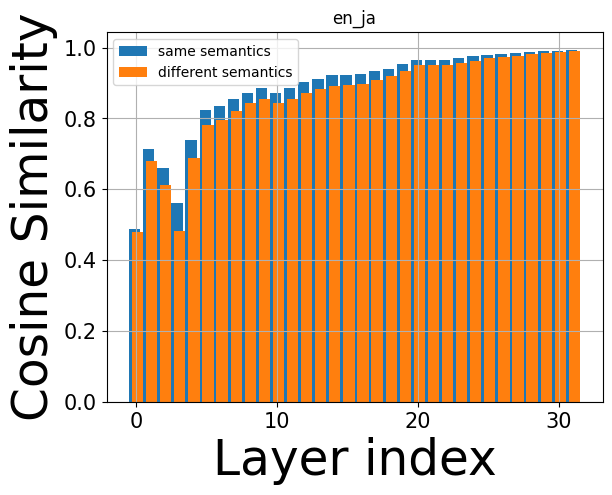 en_ja
same semantics
different semantics
Cosine Similarity
1.0
0.8
0.6
0.4
0.2
0.0
0 10 20 30
Layer index